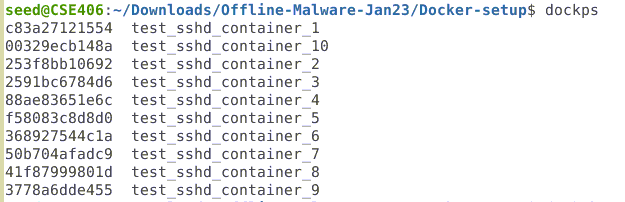 seed@CSE406:~/Downloads/Offline-Malware-Jan23/Docker-setup$ dockps
c83a27121554  test_sshd_container_1
00329ecb148a  test_sshd_container_10
253f8bb10692  test_sshd_container_2
2591bc6784d6  test_sshd_container_3
88ae83651e6c  test_sshd_container_4
f58083c8d8d0  test_sshd_container_5
368927544c1a  test_sshd_container_6
50b704afadc9  test_sshd_container_7
41f87999801d  test_sshd_container_8
3778a6dde455  test_sshd_container_9